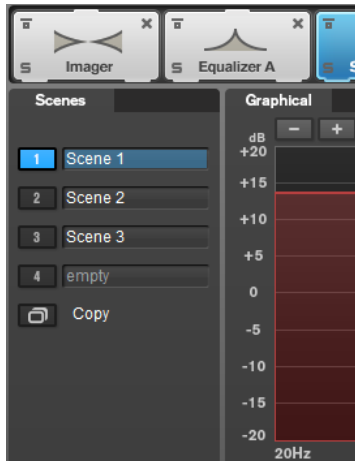 S Imager
S Equalizer A
S
Scenes
Graphical
dB
1 Scene 1
2 Scene 2
3 Scene 3
4 empty
Copy
+20
+15
+10
+5
0
-5
-10
-15
-20
20Hz